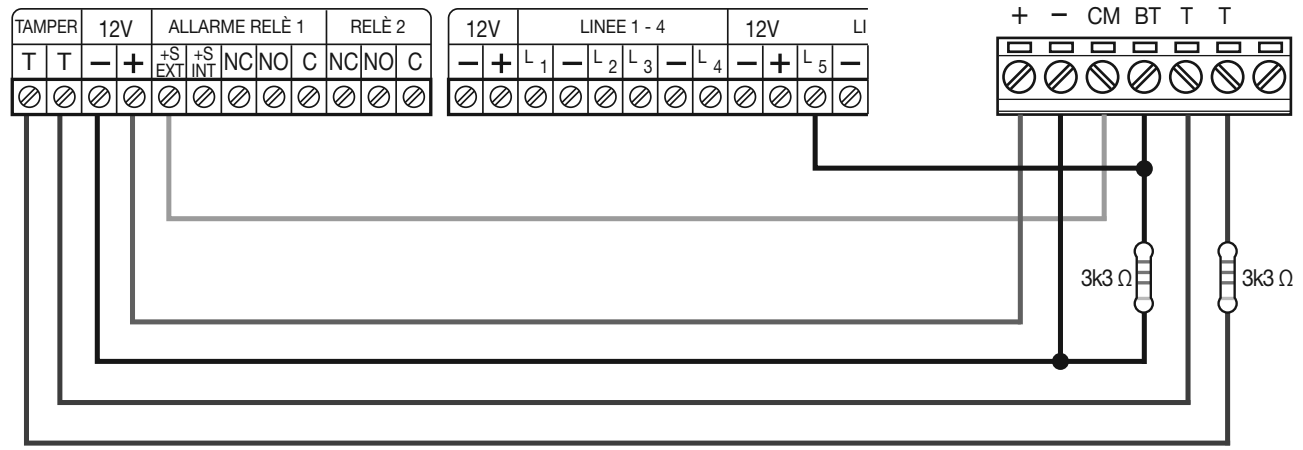 TAMPER 12V ALLARME RELÈ 1 RELÈ 2
T T − + +S EXT +S INT NC NO C NC NO C
12V LINEE 1 - 4 12V LI
− + L 1 − L 2 L 3 − L 4 − + L 5 −
+ − CM BT T T
3k3 Ω 3k3 Ω